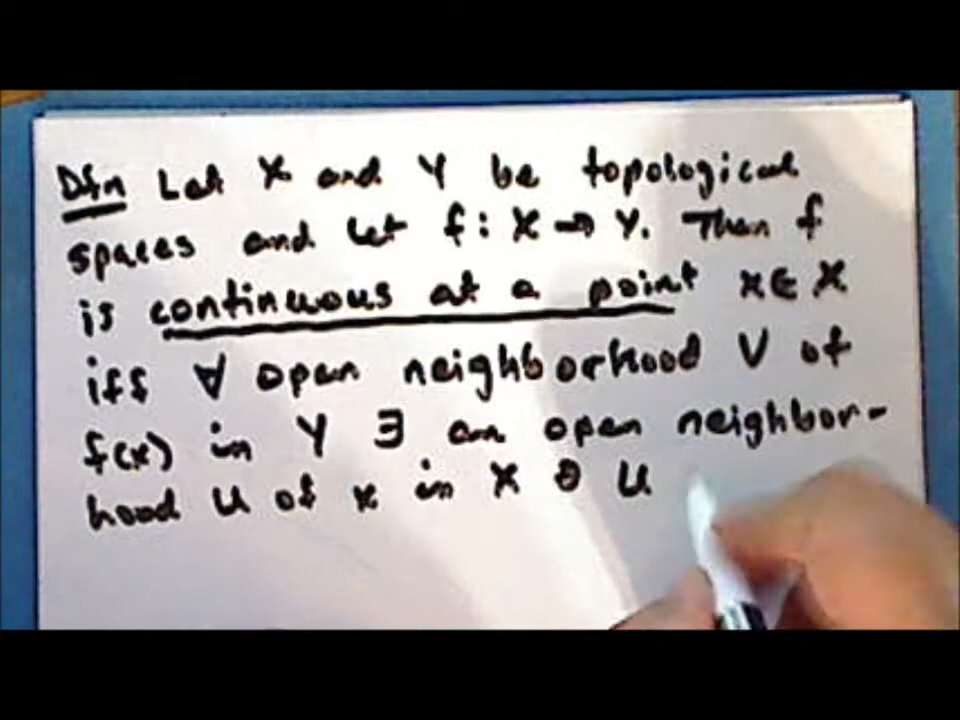 Dfn Let X and Y be topological
spaces and let f: X → Y. Then f
is continuous at a point x ∈ X
iff ∀ open neighborhood V of
f(x) in Y ∃ an open neighbor-
hood U of x in X ∋ U